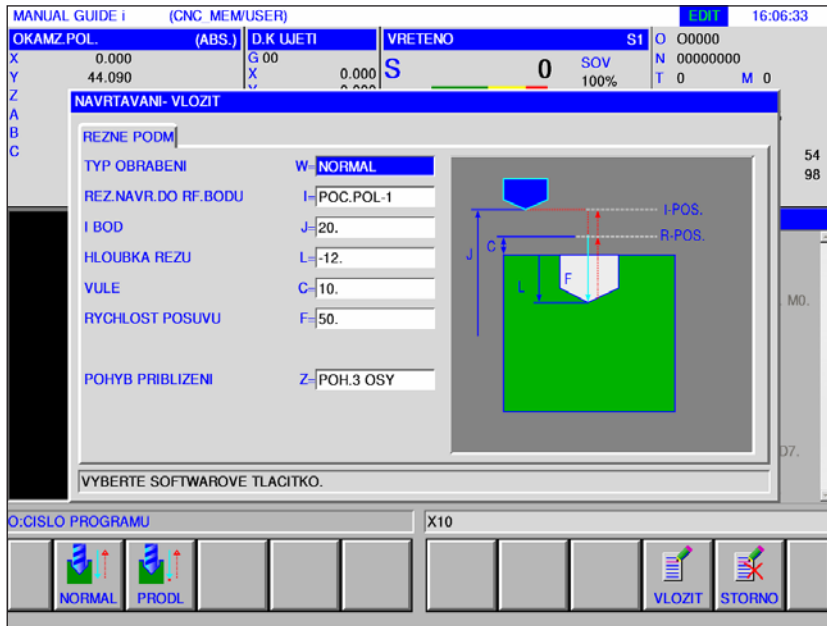 MANUAL GUIDE i (CNC_MEM/USER) EDIT 16:06:33
OKAMZ.POL. (ABS.) D.K UJETI VRETENO S1 O O0000
X 0.000 G 00 N 00000000
Y 44.090 X 0.000 S 0 SOV 100% T 0 M 0
Z
A
B
C
54
98
NAVRTAVANI- VLOZIT
REZNE PODM
TYP OBRABENI W=NORMAL
REZ.NAVR.DO RF.BODU I=POC.POL-1
I BOD J=20.
HLOUBKA REZU L=-12.
VULE C=10.
RYCHLOST POSUVU F=50.
POHYB PRIBLIZENI Z=POH.3 OSY
I-POS.
R-POS.
C
J
L
F
M0.
D7.
VYBERTE SOFTWAROVE TLACITKO.
O:CISLO PROGRAMU X10
NORMAL PRODL VLOZIT STORNO